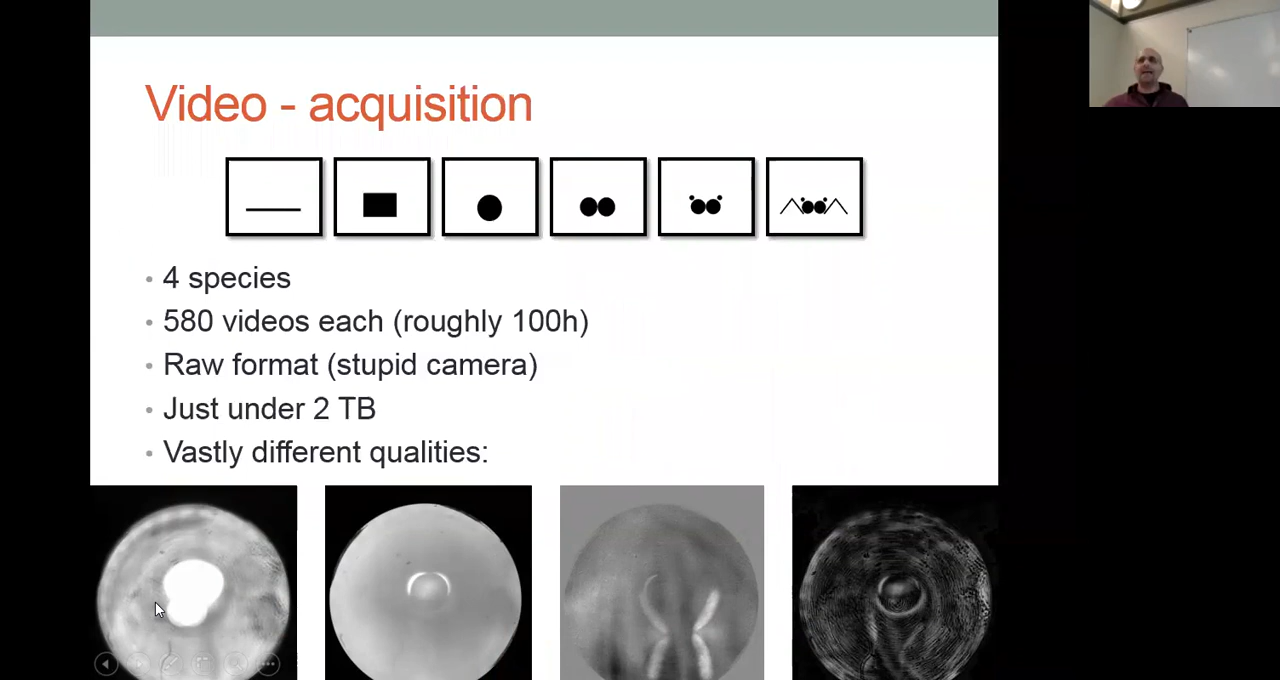 Video - acquisition
4 species
580 videos each (roughly 100h)
Raw format (stupid camera)
Just under 2 TB
Vastly different qualities: